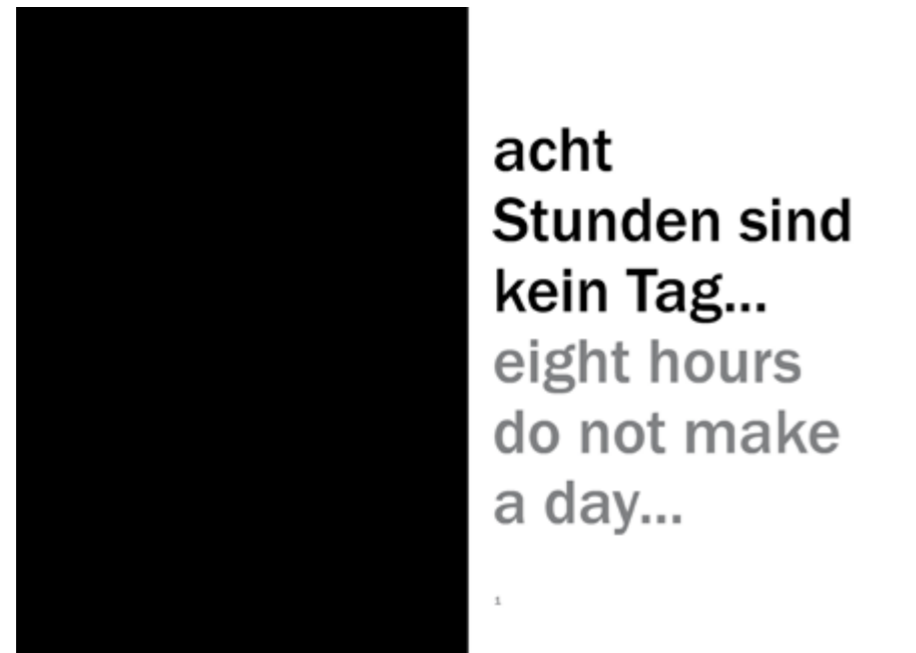 acht
Stunden sind
kein Tag...
eight hours
do not make
a day...
1